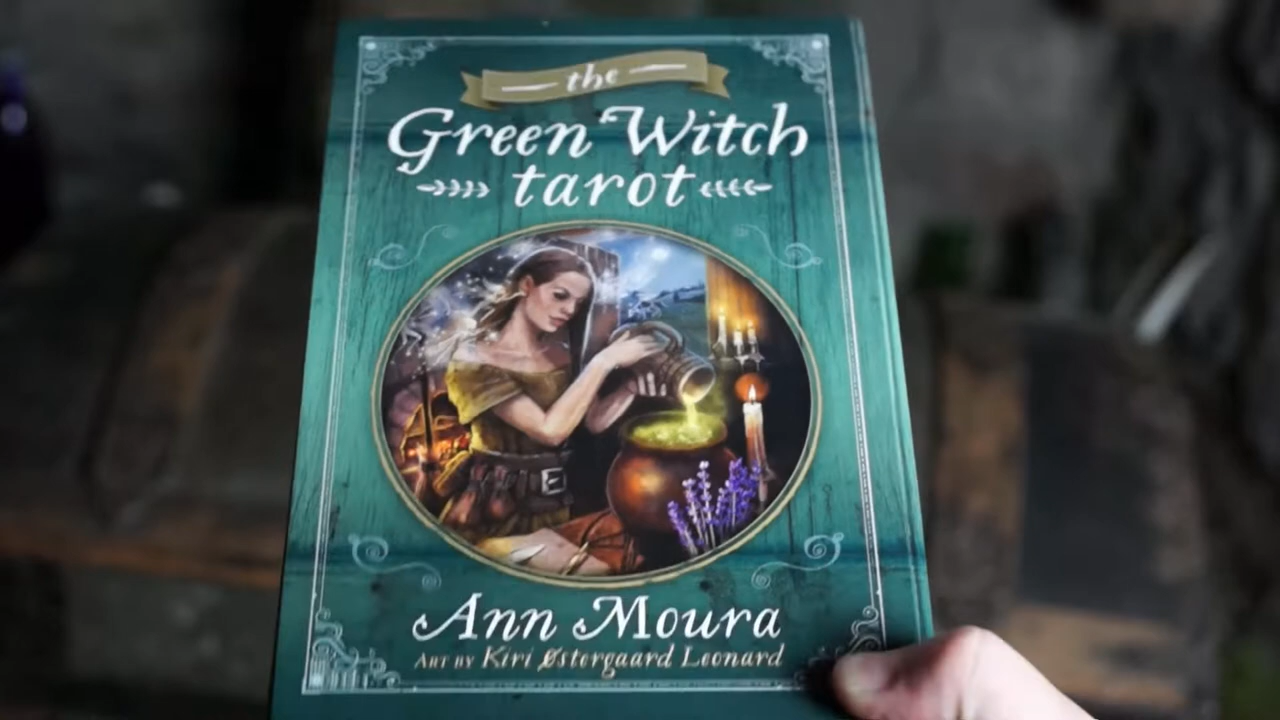 the
Green Witch
tarot
Ann Moura
Art by Kiri Østergaard Leonard